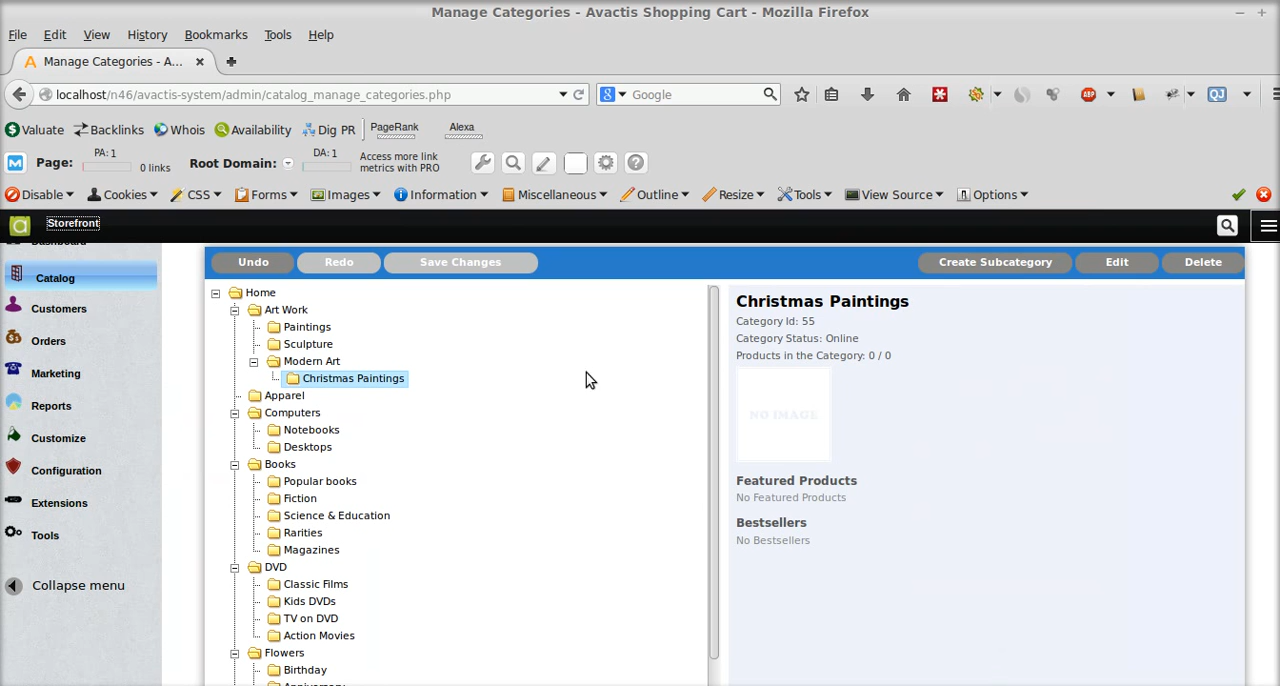 Manage Categories - Avactis Shopping Cart - Mozilla Firefox
File Edit View History Bookmarks Tools Help
Manage Categories - A...
localhost/n46/avactis-system/admin/catalog_manage_categories.php
Google
ABP
QJ
Valuate Backlinks Whois Availability Dig PR PageRank Alexa
Page: PA: 1 0 links Root Domain: DA: 1 Access more link metrics with PRO
Disable Cookies CSS Forms Images Information Miscellaneous Outline Resize Tools View Source Options
Storefront
Dashboard
Catalog
Customers
Orders
Marketing
Reports
Customize
Configuration
Extensions
Tools
Collapse menu
Undo Redo Save Changes Create Subcategory Edit Delete
Home
Art Work
Paintings
Sculpture
Modern Art
Christmas Paintings
Apparel
Computers
Notebooks
Desktops
Books
Popular books
Fiction
Science & Education
Rarities
Magazines
DVD
Classic Films
Kids DVDs
TV on DVD
Action Movies
Flowers
Birthday
Anniversary
Christmas Paintings
Category Id: 55
Category Status: Online
Products in the Category: 0 / 0
NO IMAGE
Featured Products
No Featured Products
Bestsellers
No Bestsellers